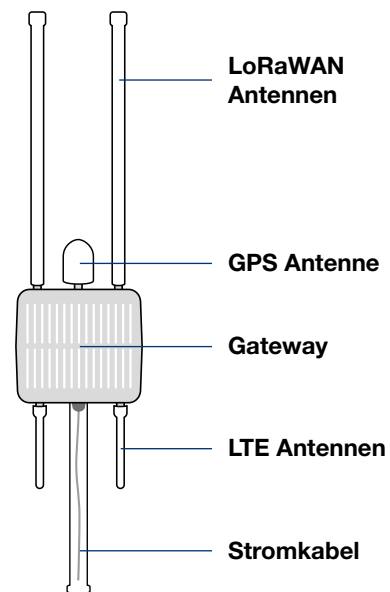 LoRaWAN
Antennen
GPS Antenne
Gateway
LTE Antennen
Stromkabel